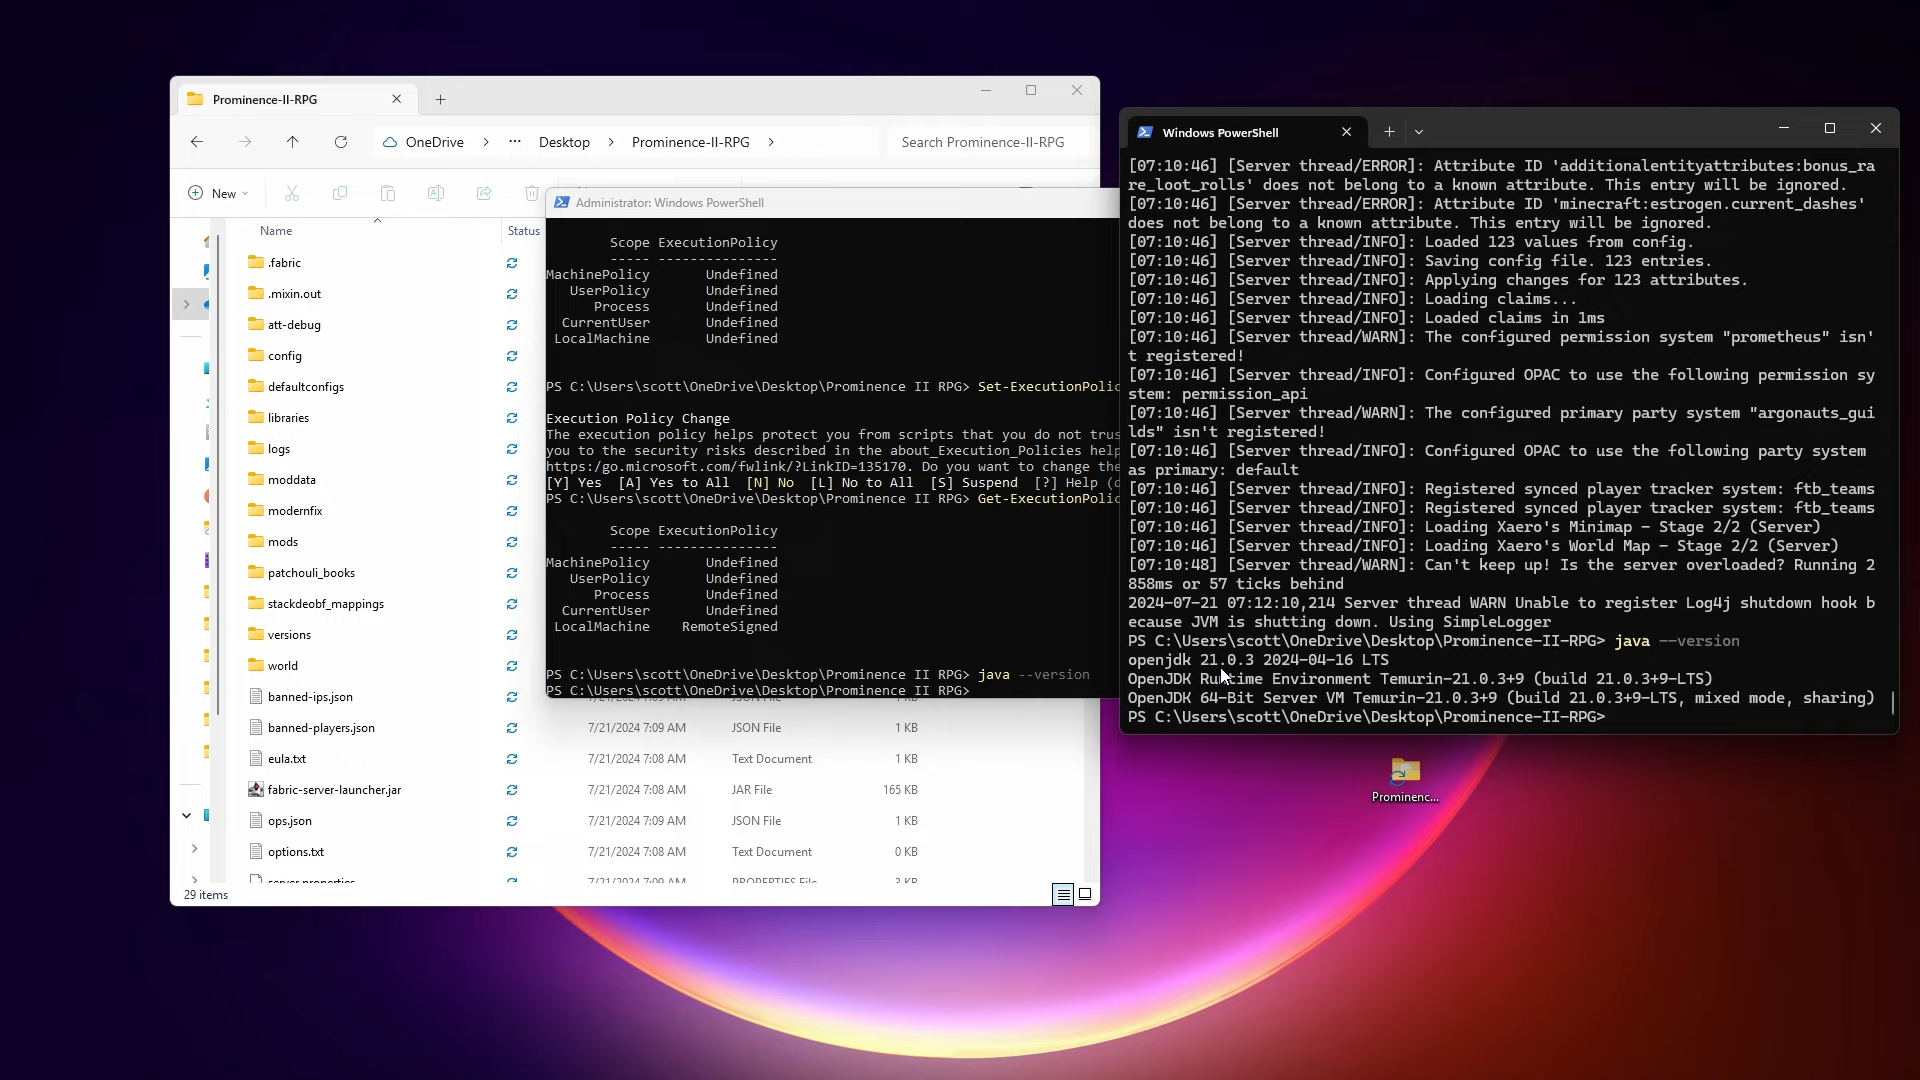 Prominence-II-RPG
OneDrive > ... Desktop > Prominence-II-RPG >
Search Prominence-II-RPG
New
Name
Status
.fabric
.mixin.out
att-debug
config
defaultconfigs
libraries
logs
moddata
modernfix
mods
patchouli_books
stackdeobf_mappings
versions
world
banned-ips.json
banned-players.json 7/21/2024 7:09 AM JSON File 1 KB
eula.txt 7/21/2024 7:08 AM Text Document 1 KB
fabric-server-launcher.jar 7/21/2024 7:08 AM JAR File 165 KB
ops.json 7/21/2024 7:09 AM JSON File 1 KB
options.txt 7/21/2024 7:08 AM Text Document 0 KB
server.properties 7/21/2024 7:09 AM PROPERTIES File
29 items
Administrator: Windows PowerShell
Scope ExecutionPolicy
----- ---------------
MachinePolicy Undefined
UserPolicy Undefined
Process Undefined
CurrentUser Undefined
LocalMachine Undefined
PS C:\Users\scott\OneDrive\Desktop\Prominence II RPG> Set-ExecutionPolic
Execution Policy Change
The execution policy helps protect you from scripts that you do not trus
you to the security risks described in the about_Execution_Policies help
https:/go.microsoft.com/fwlink/?LinkID=135170. Do you want to change the
[Y] Yes [A] Yes to All [N] No [L] No to All [S] Suspend [?] Help (d
PS C:\Users\scott\OneDrive\Desktop\Prominence II RPG> Get-ExecutionPolic
Scope ExecutionPolicy
----- ---------------
MachinePolicy Undefined
UserPolicy Undefined
Process Undefined
CurrentUser Undefined
LocalMachine RemoteSigned
PS C:\Users\scott\OneDrive\Desktop\Prominence II RPG> java --version
PS C:\Users\scott\OneDrive\Desktop\Prominence II RPG>
Windows PowerShell
[07:10:46] [Server thread/ERROR]: Attribute ID 'additionalentityattributes:bonus_ra
re_loot_rolls' does not belong to a known attribute. This entry will be ignored.
[07:10:46] [Server thread/ERROR]: Attribute ID 'minecraft:estrogen.current_dashes'
does not belong to a known attribute. This entry will be ignored.
[07:10:46] [Server thread/INFO]: Loaded 123 values from config.
[07:10:46] [Server thread/INFO]: Saving config file. 123 entries.
[07:10:46] [Server thread/INFO]: Applying changes for 123 attributes.
[07:10:46] [Server thread/INFO]: Loading claims...
[07:10:46] [Server thread/INFO]: Loaded claims in 1ms
[07:10:46] [Server thread/WARN]: The configured permission system "prometheus" isn'
t registered!
[07:10:46] [Server thread/INFO]: Configured OPAC to use the following permission sy
stem: permission_api
[07:10:46] [Server thread/WARN]: The configured primary party system "argonauts_gui
lds" isn't registered!
[07:10:46] [Server thread/INFO]: Configured OPAC to use the following party system
as primary: default
[07:10:46] [Server thread/INFO]: Registered synced player tracker system: ftb_teams
[07:10:46] [Server thread/INFO]: Registered synced player tracker system: ftb_teams
[07:10:46] [Server thread/INFO]: Loading Xaero's Minimap - Stage 2/2 (Server)
[07:10:46] [Server thread/INFO]: Loading Xaero's World Map - Stage 2/2 (Server)
[07:10:48] [Server thread/WARN]: Can't keep up! Is the server overloaded? Running 2
858ms or 57 ticks behind
2024-07-21 07:12:10,214 Server thread WARN Unable to register Log4j shutdown hook b
ecause JVM is shutting down. Using SimpleLogger
PS C:\Users\scott\OneDrive\Desktop\Prominence-II-RPG> java --version
openjdk 21.0.3 2024-04-16 LTS
OpenJDK Runtime Environment Temurin-21.0.3+9 (build 21.0.3+9-LTS)
OpenJDK 64-Bit Server VM Temurin-21.0.3+9 (build 21.0.3+9-LTS, mixed mode, sharing)
PS C:\Users\scott\OneDrive\Desktop\Prominence-II-RPG>
Prominenc...